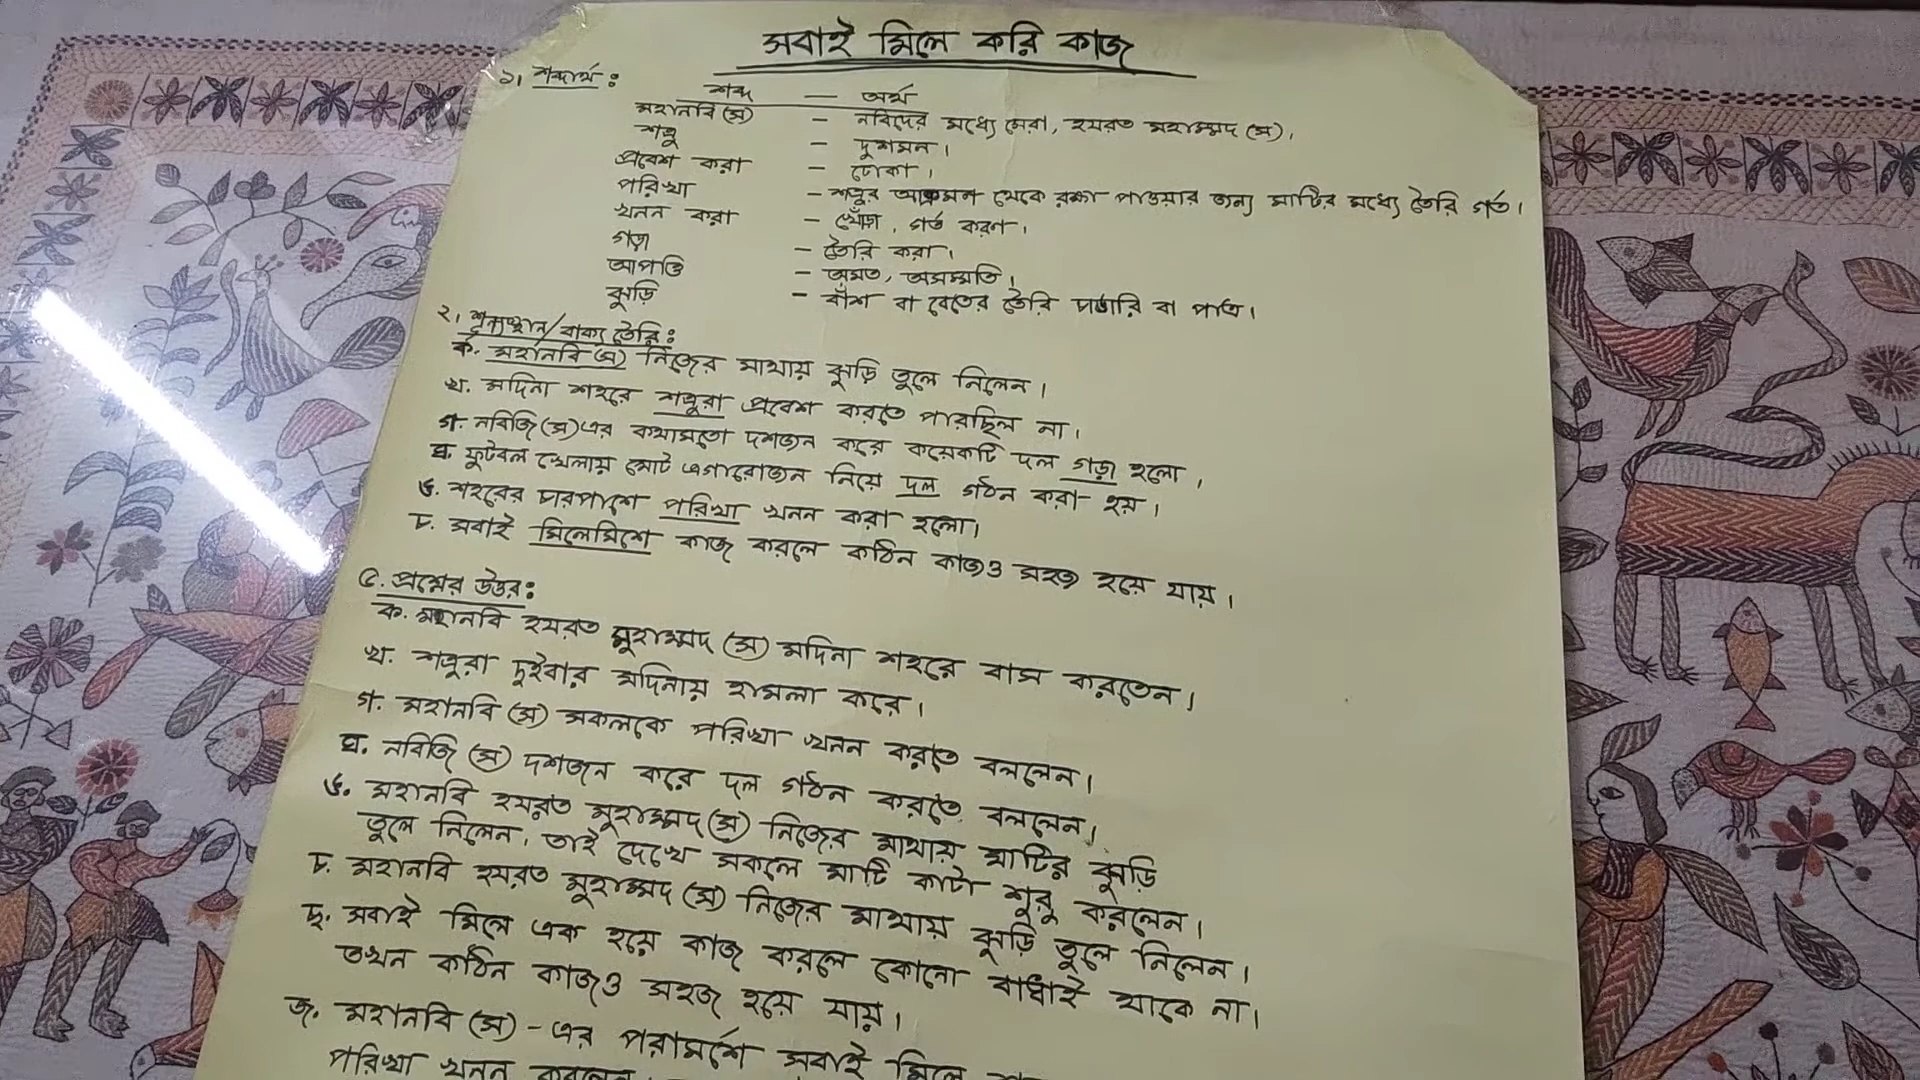 সবাই মিলে করি কাজ
১। শব্দার্থ :
শব্দ — অর্থ
মহানবি (স) - নবিদের মধ্যে সেরা, হযরত মহাম্মদ (স)।
শত্রু - দুশমন।
প্রবেশ করা - ঢোকা।
পরিখা - শত্রুর আক্রমণ থেকে রক্ষা পাওয়ার জন্য মাটির মধ্যে তৈরি গর্ত।
খনন করা - খোঁড়া, গর্ত করণ।
গড়া - তৈরি করা।
আপত্তি - অমত, অসম্মতি।
ঝুড়ি - বাঁশ বা বেতের তৈরি চাঙারি বা পাত্র।
২। শূন্যস্থান/বাক্য তৈরি :
ক. মহানবি (স) নিজের মাথায় ঝুড়ি তুলে নিলেন।
খ. মদিনা শহরে শত্রুরা প্রবেশ করতে পারছিল না।
গ. নবিজি (স) এর কথামতো দশজন করে কয়েকটি দল গড়া হলো।
ঘ. ফুটবল খেলায় মোট এগারোজন নিয়ে দল গঠন করা হয়।
ঙ. শহরের চারপাশে পরিখা খনন করা হলো।
চ. সবাই মিলেমিশে কাজ করলে কঠিন কাজও সহজ হয়ে যায়।
৫. প্রশ্নের উত্তর :
ক. মহানবি হযরত মুহাম্মদ (স) মদিনা শহরে বাস করতেন।
খ. শত্রুরা দুইবার মদিনায় হামলা করে।
গ. মহানবি (স) সকলকে পরিখা খনন করতে বললেন।
ঘ. নবিজি (স) দশজন করে দল গঠন করতে বললেন।
ঙ. মহানবি হযরত মুহাম্মদ (স) নিজের মাথায় মাটির ঝুড়ি
তুলে নিলেন, তাই দেখে সকলে মাটি কাটা শুরু করলেন।
চ. মহানবি হযরত মুহাম্মদ (স) নিজের মাথায় ঝুড়ি তুলে নিলেন।
ছ. সবাই মিলে এক হয়ে কাজ করলে কোনো বাধাই থাকে না।
তখন কঠিন কাজও সহজ হয়ে যায়।
জ. মহানবি (স) - এর পরামর্শে সবাই মিলে
পরিখা খনন করলেন